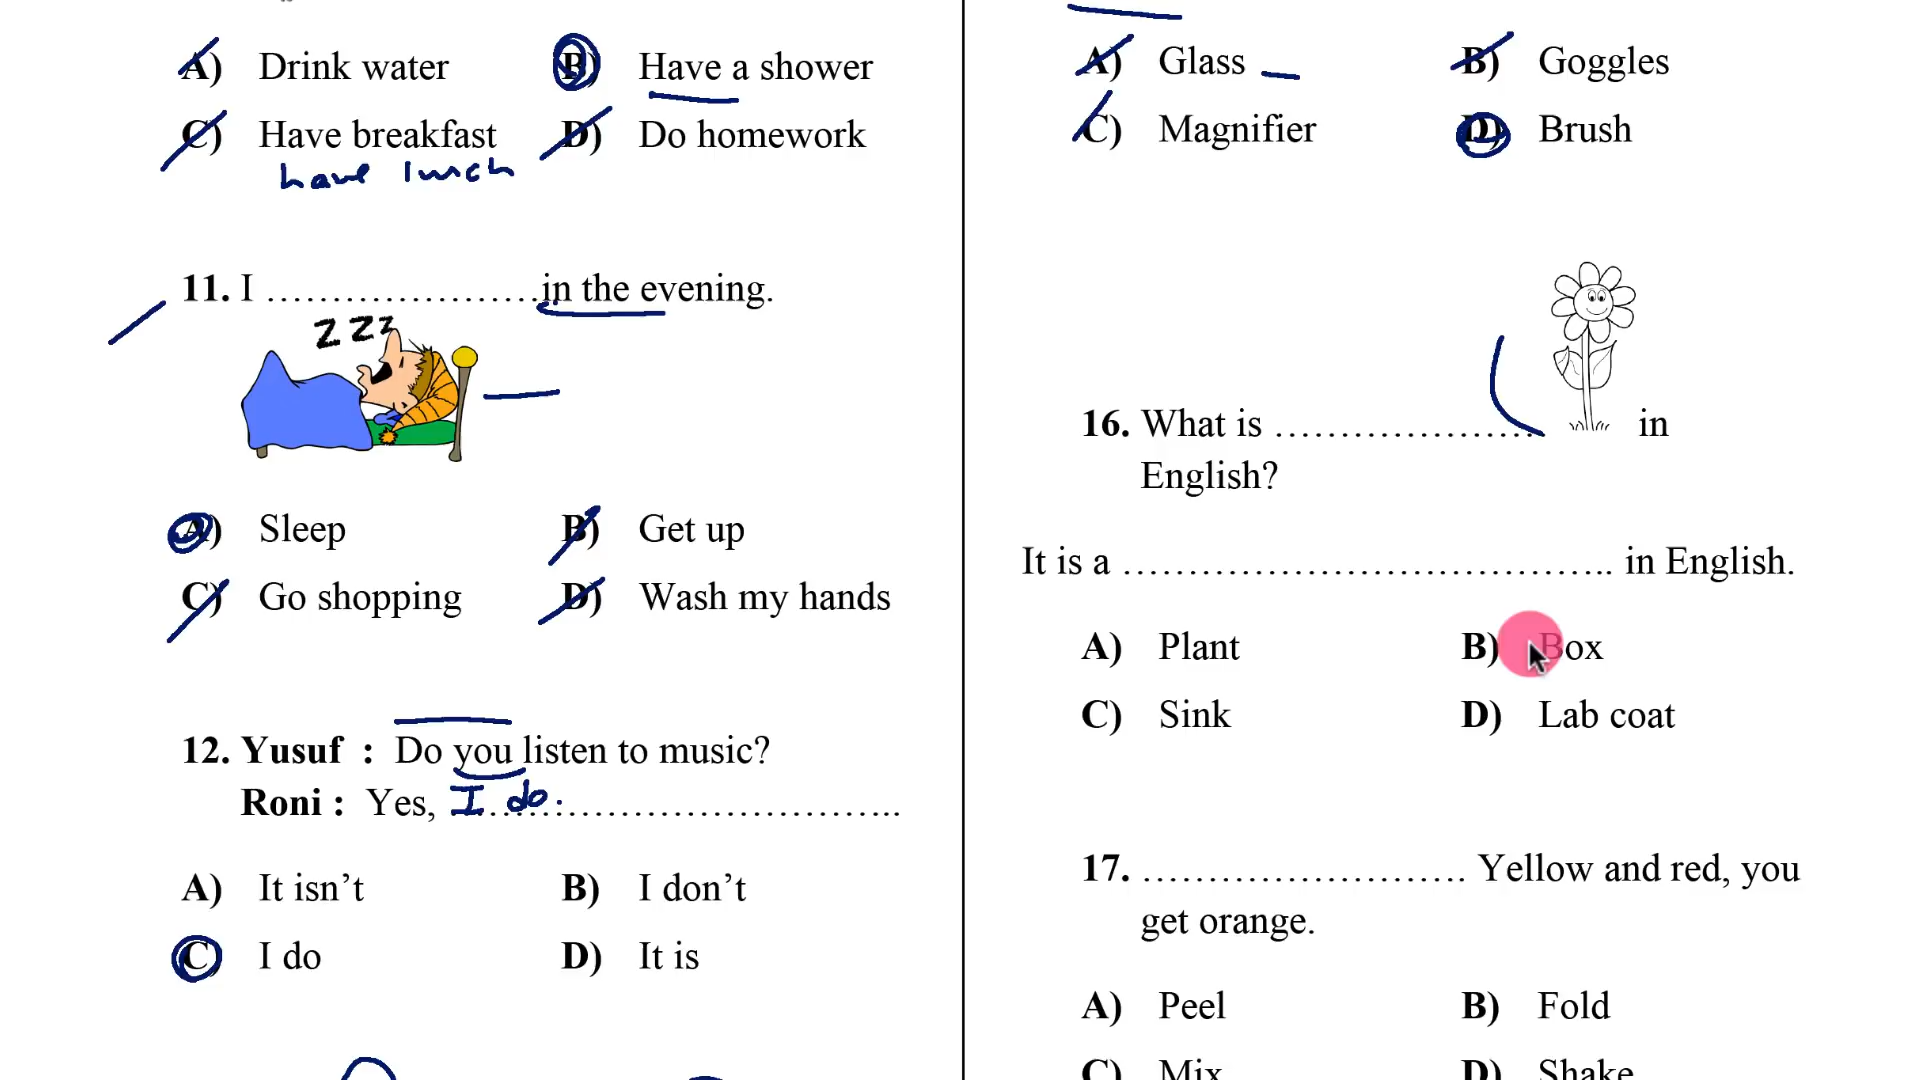 A) Drink water B) Have a shower
C) Have breakfast D) Do homework
have lunch
11. I ………………… in the evening.
Z Z Z
A) Sleep B) Get up
C) Go shopping D) Wash my hands
12. Yusuf : Do you listen to music?
Roni : Yes, I do. …………………………..
A) It isn’t B) I don’t
C) I do D) It is
A) Glass B) Goggles
C) Magnifier D) Brush
16. What is ………………… in
English?
It is a ……………………………….. in English.
A) Plant B) Box
C) Sink D) Lab coat
17. ……………………. Yellow and red, you
get orange.
A) Peel B) Fold
C) Mix D) Shake